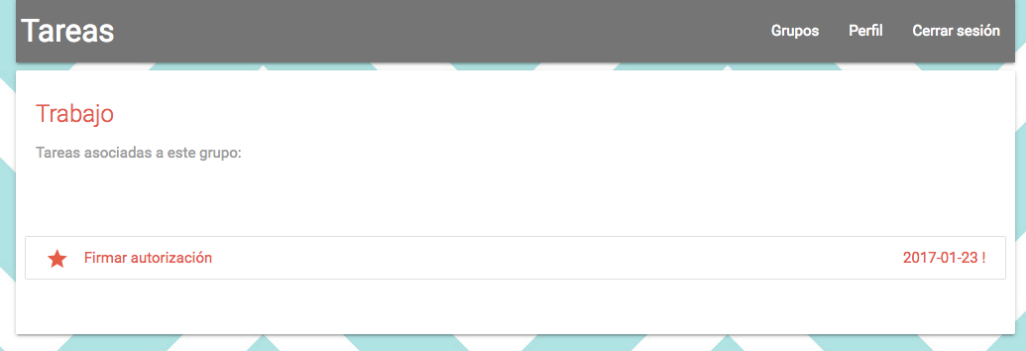 Tareas
Grupos Perfil Cerrar sesión
Trabajo
Tareas asociadas a este grupo:
Firmar autorización 2017-01-23 !